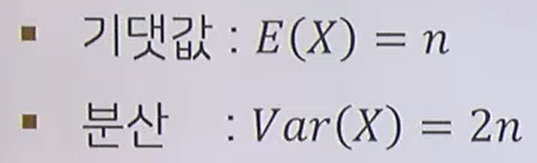 ▪ 기댓값 : E(X) = n
▪ 분산 : Var(X) = 2n